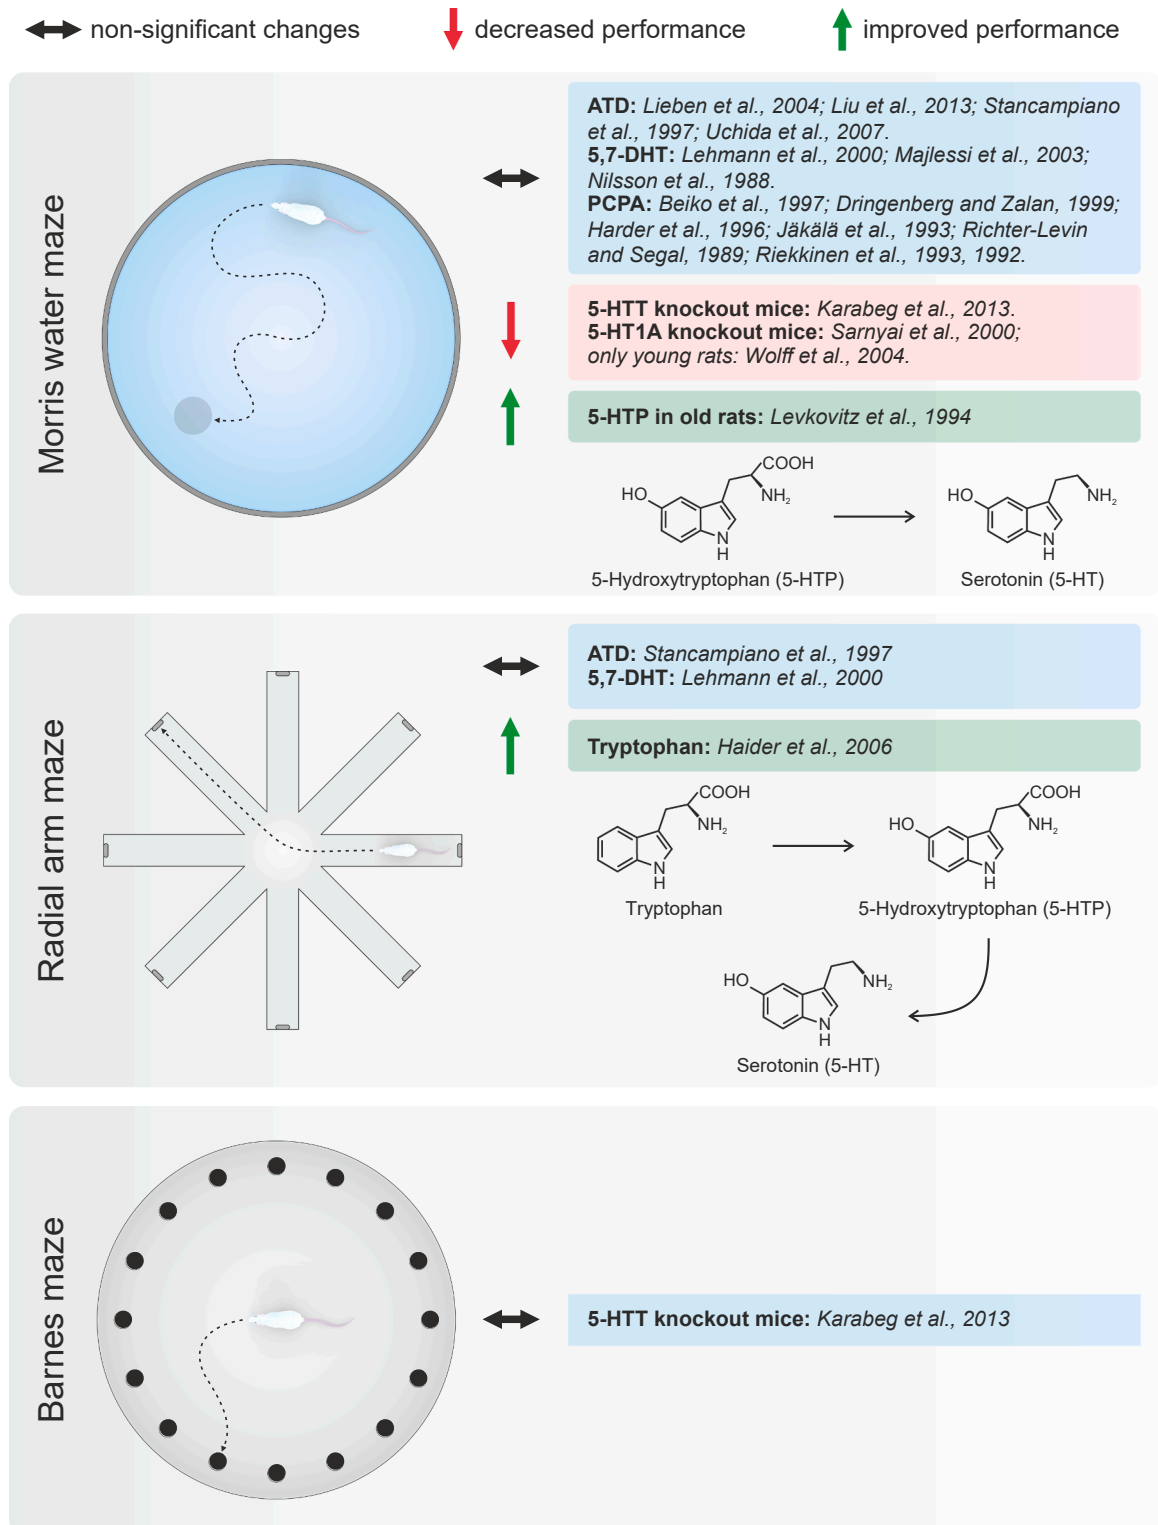 non-significant changes
decreased performance
improved performance
Morris water maze
ATD: Lieben et al., 2004; Liu et al., 2013; Stancampiano
et al., 1997; Uchida et al., 2007.
5,7-DHT: Lehmann et al., 2000; Majlessi et al., 2003;
Nilsson et al., 1988.
PCPA: Beiko et al., 1997; Dringenberg and Zalan, 1999;
Harder et al., 1996; Jäkälä et al., 1993; Richter-Levin
and Segal, 1989; Riekkinen et al., 1993, 1992.
5-HTT knockout mice: Karabeg et al., 2013.
5-HT1A knockout mice: Sarnyai et al., 2000;
only young rats: Wolff et al., 2004.
5-HTP in old rats: Levkovitz et al., 1994
COOH
HO
NH₂
N
H
HO
NH₂
N
H
5-Hydroxytryptophan (5-HTP)
Serotonin (5-HT)
Radial arm maze
ATD: Stancampiano et al., 1997
5,7-DHT: Lehmann et al., 2000
Tryptophan: Haider et al., 2006
COOH
NH₂
N
H
COOH
HO
NH₂
N
H
Tryptophan
5-Hydroxytryptophan (5-HTP)
HO
NH₂
N
H
Serotonin (5-HT)
Barnes maze
5-HTT knockout mice: Karabeg et al., 2013